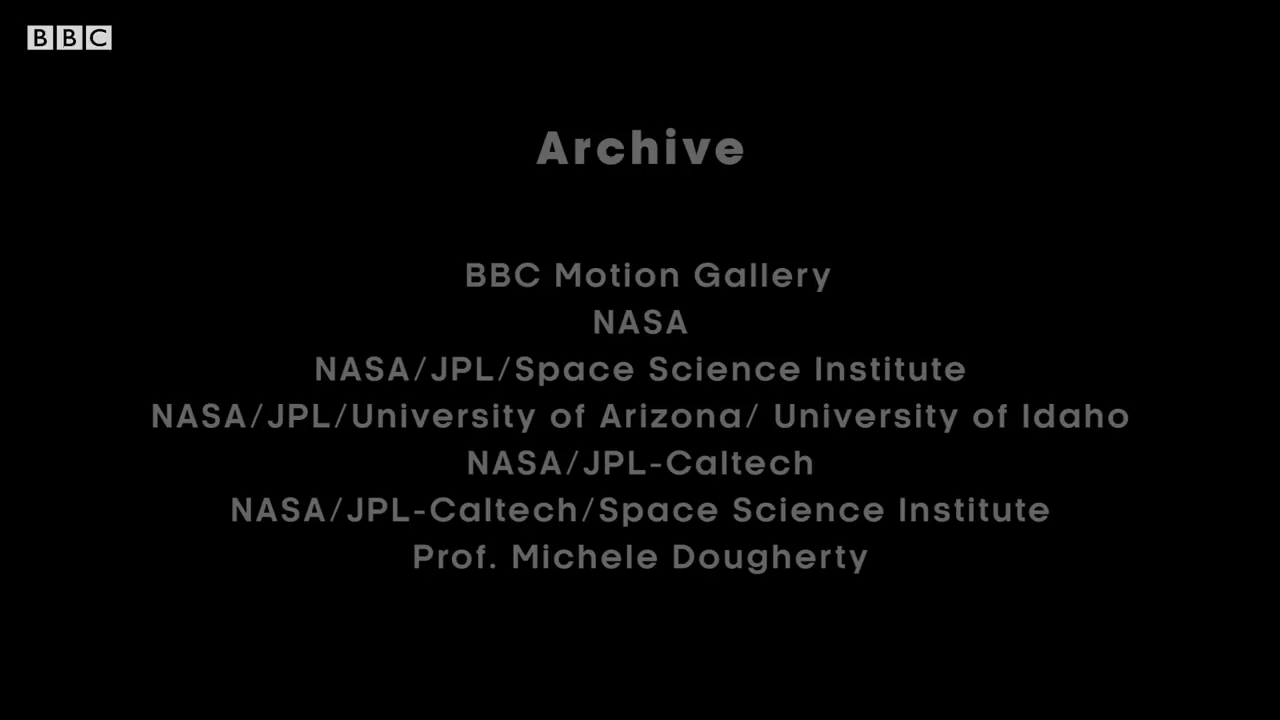 BBC
Archive
BBC Motion Gallery
NASA
NASA/JPL/Space Science Institute
NASA/JPL/University of Arizona/ University of Idaho
NASA/JPL-Caltech
NASA/JPL-Caltech/Space Science Institute
Prof. Michele Dougherty